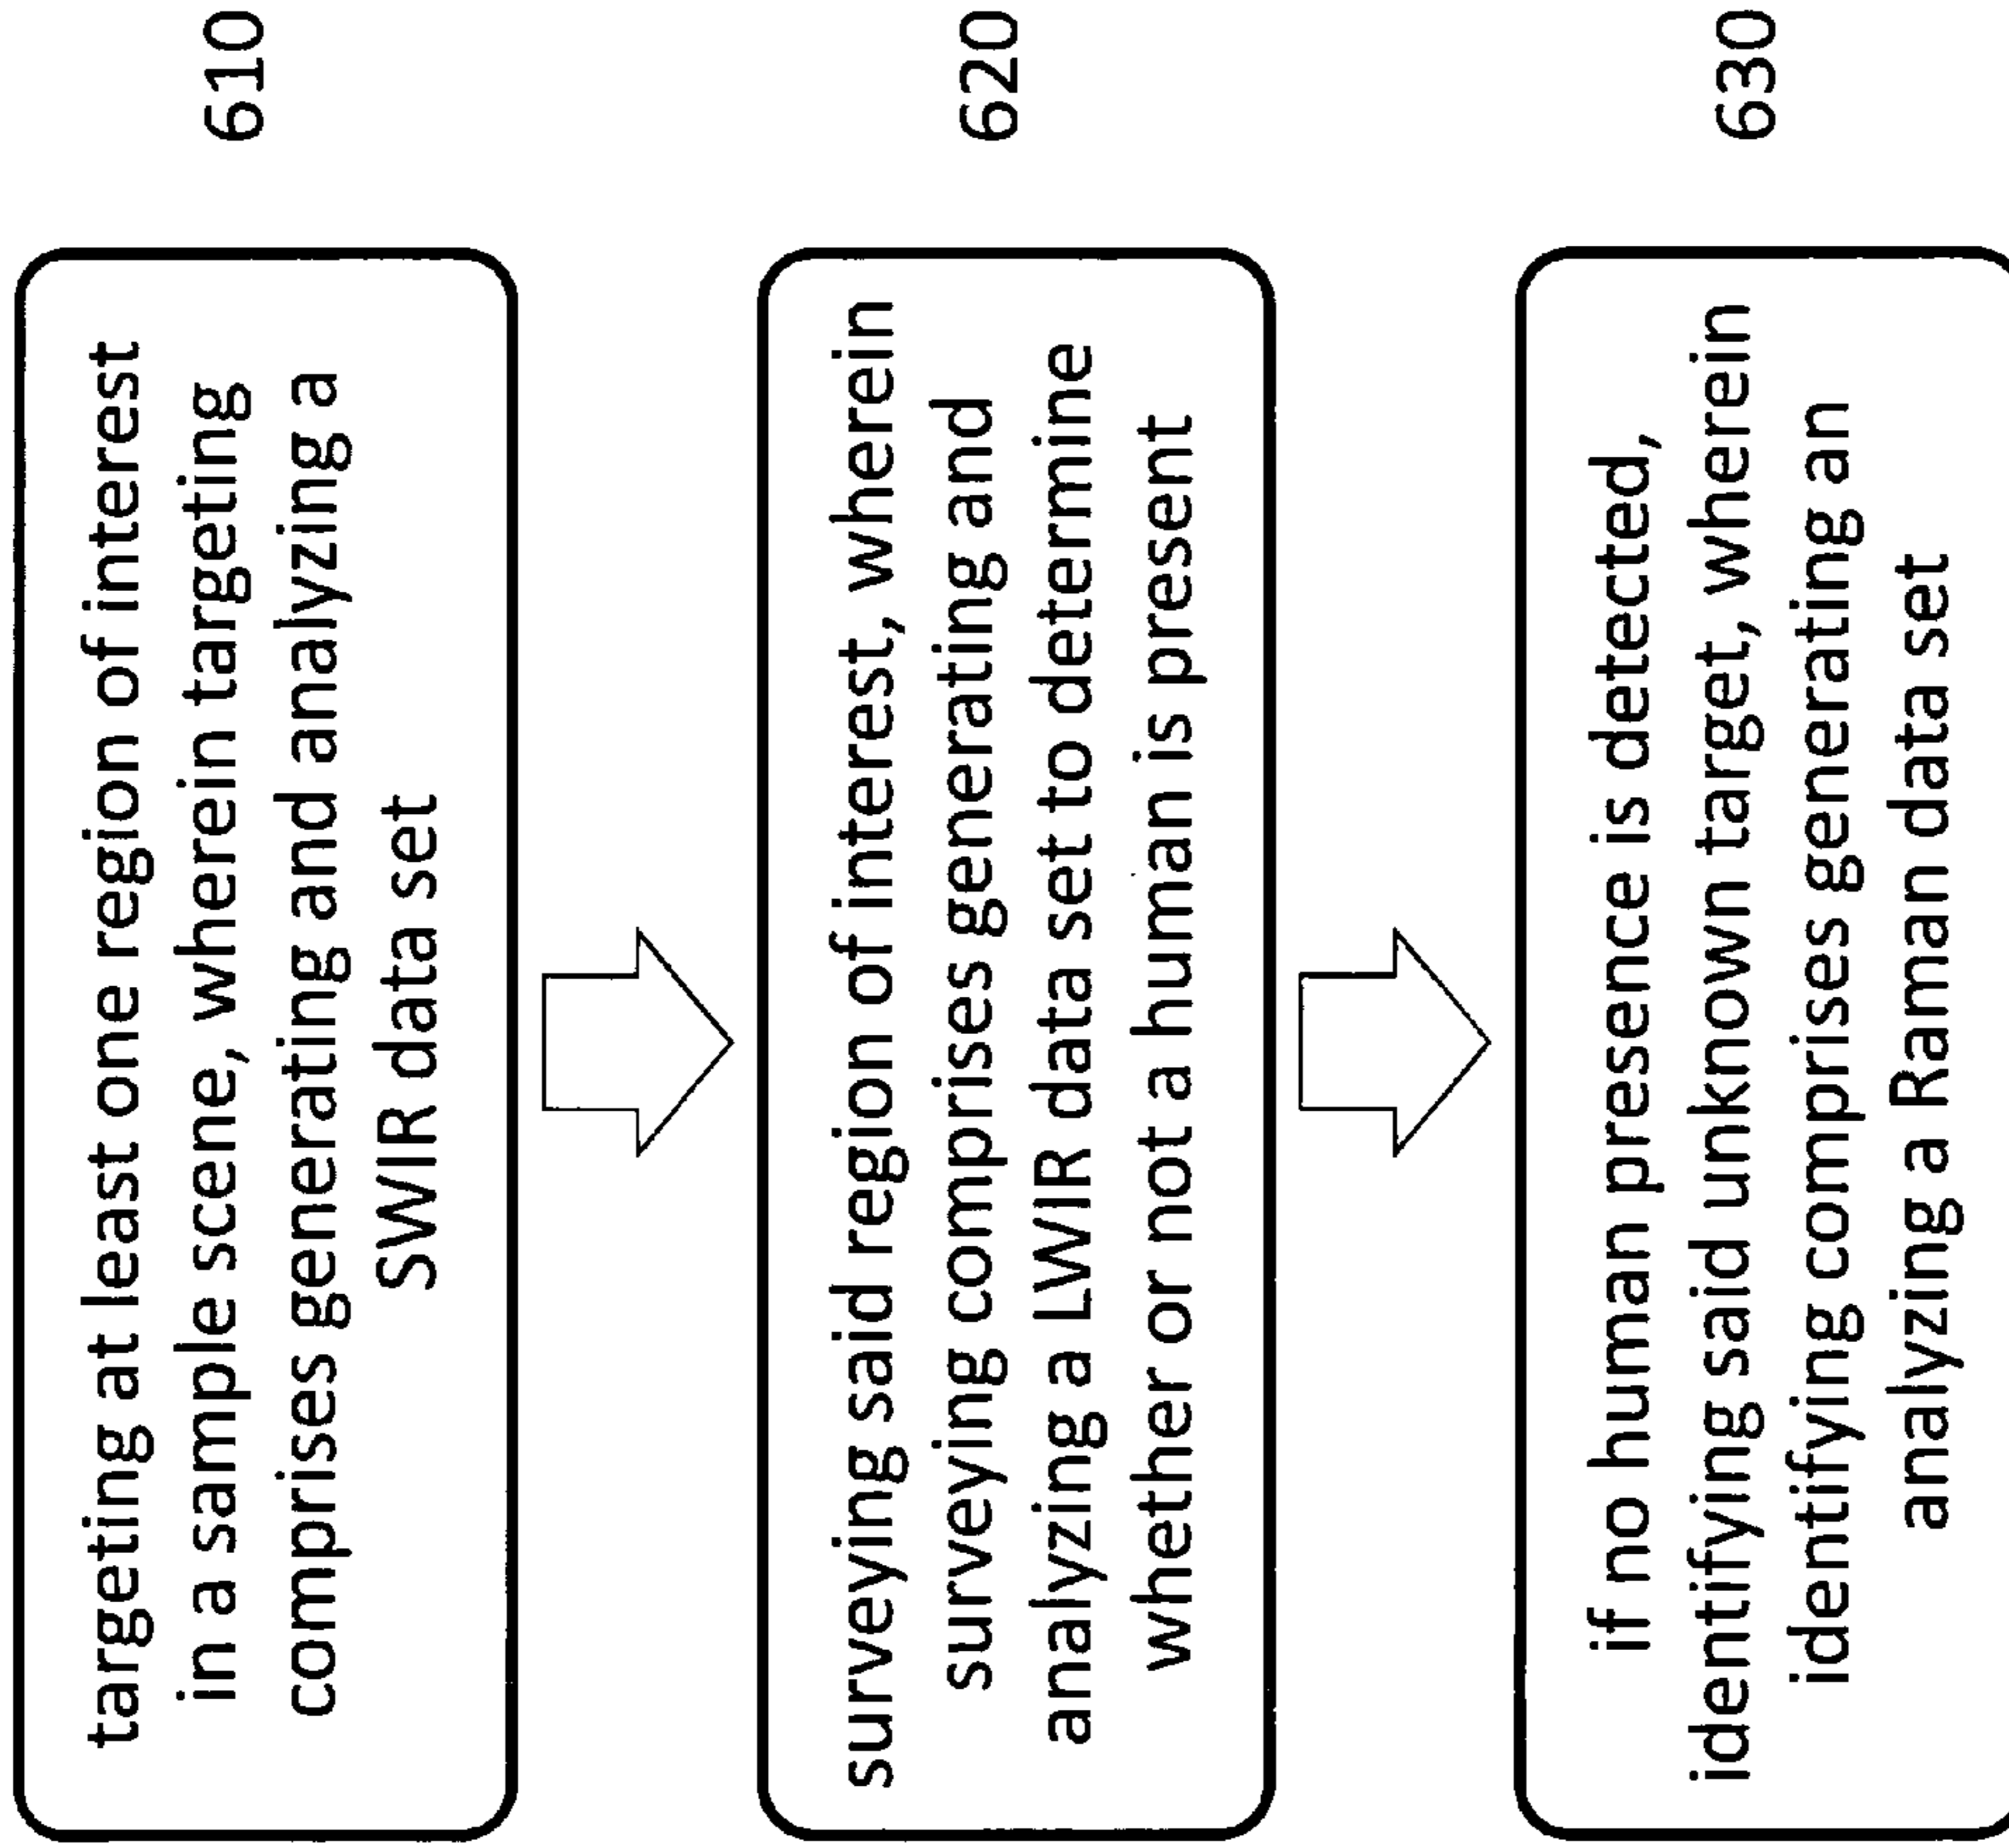 targeting at least one region of interest
in a sample scene, wherein targeting
comprises generating and analyzing a
SWIR data set
610
surveying said region of interest, wherein
surveying comprises generating and
analyzing a LWIR data set to determine
whether or not a human is present
620
if no human presence is detected,
identifying said unknown target, wherein
identifying comprises generating an
analyzing a Raman data set
630